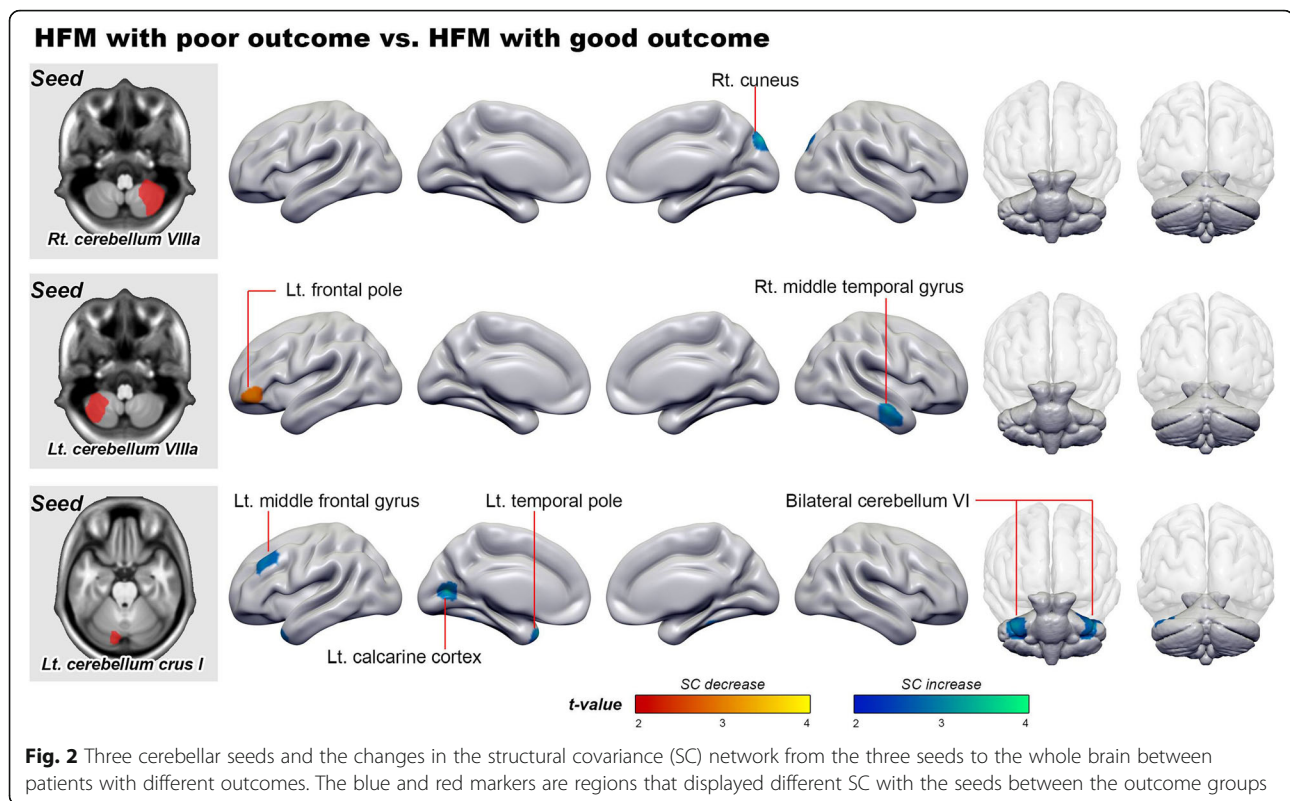 HFM with poor outcome vs. HFM with good outcome
Seed
Rt. cuneus
Rt. cerebellum VIIIa
Seed
Lt. frontal pole
Rt. middle temporal gyrus
Lt. cerebellum VIIIa
Seed
Lt. middle frontal gyrus
Lt. temporal pole
Bilateral cerebellum VI
Lt. calcarine cortex
Lt. cerebellum crus I
SC decrease
SC increase
t-value
2 3 4
2 3 4
Fig. 2 Three cerebellar seeds and the changes in the structural covariance (SC) network from the three seeds to the whole brain between
patients with different outcomes. The blue and red markers are regions that displayed different SC with the seeds between the outcome groups